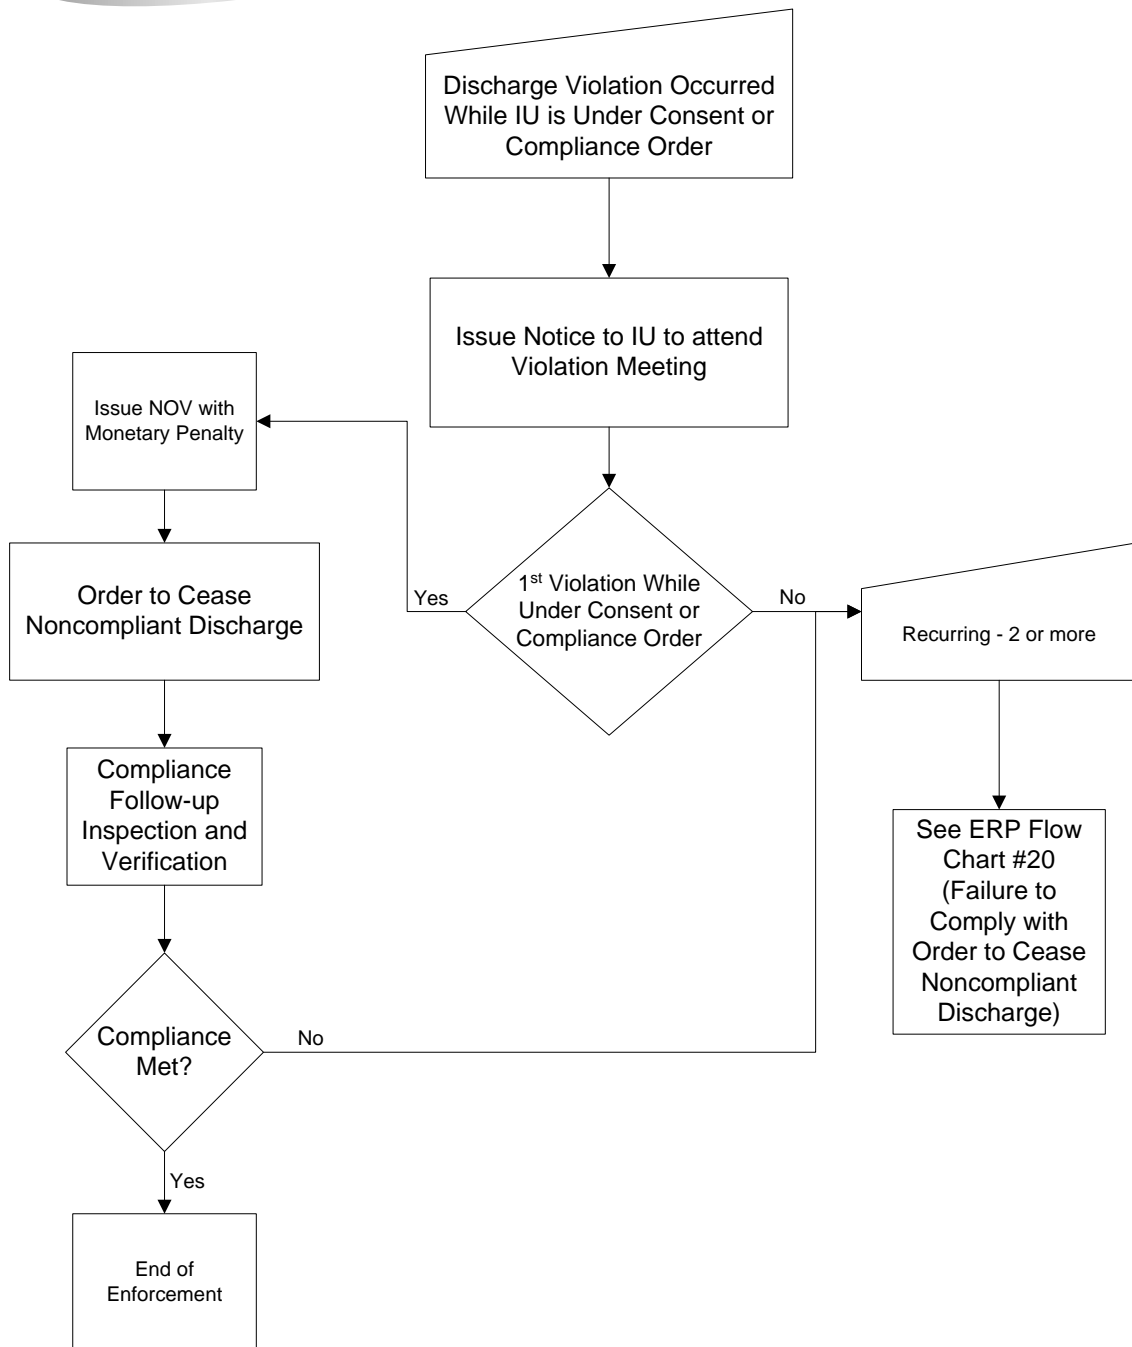 Discharge Violation Occurred
While IU is Under Consent or
Compliance Order
Issue Notice to IU to attend
Violation Meeting
Issue NOV with
Monetary Penalty
Order to Cease
Noncompliant Discharge
Yes
1st Violation While
Under Consent or
Compliance Order
No
Recurring - 2 or more
Compliance
Follow-up
Inspection and
Verification
See ERP Flow
Chart #20
(Failure to
Comply with
Order to Cease
Noncompliant
Discharge)
Compliance
Met?
No
Yes
End of
Enforcement